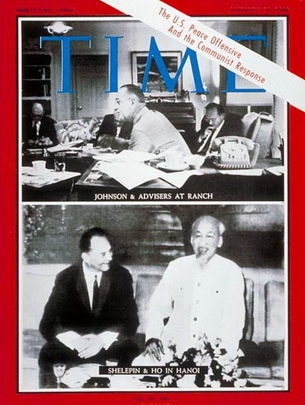 The U.S. Peace Offensive
And the Communist Response
TIME
JOHNSON & ADVISERS AT RANCH
SHELEPIN & HO IN HANOI